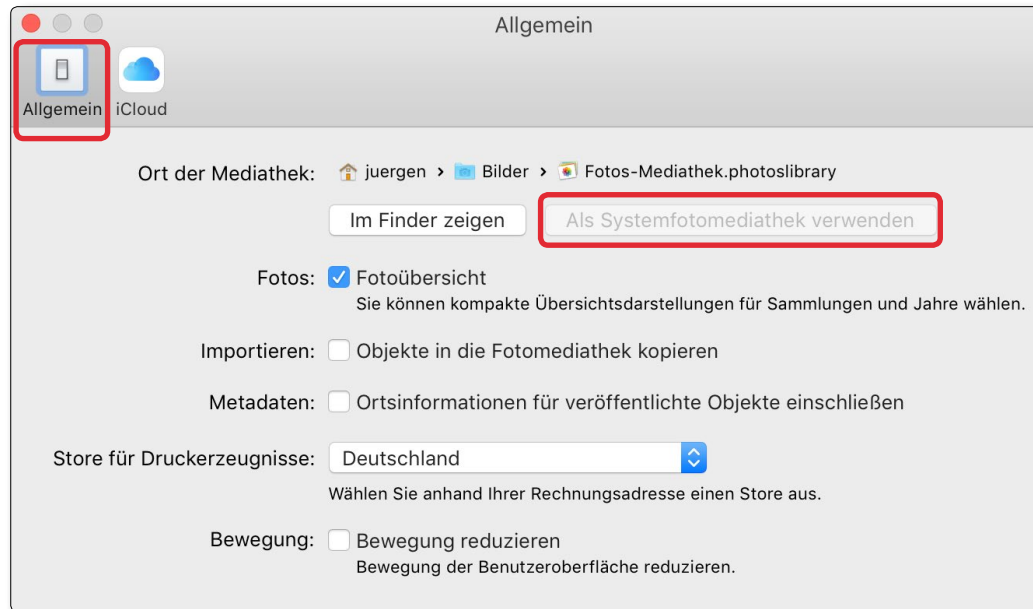 Allgemein
Allgemein iCloud
Ort der Mediathek: juergen › Bilder › Fotos-Mediathek.photoslibrary
Im Finder zeigen Als Systemfotomediathek verwenden
Fotos: Fotoübersicht
Sie können kompakte Übersichtsdarstellungen für Sammlungen und Jahre wählen.
Importieren: Objekte in die Fotomediathek kopieren
Metadaten: Ortsinformationen für veröffentlichte Objekte einschließen
Store für Druckerzeugnisse: Deutschland
Wählen Sie anhand Ihrer Rechnungsadresse einen Store aus.
Bewegung: Bewegung reduzieren
Bewegung der Benutzeroberfläche reduzieren.